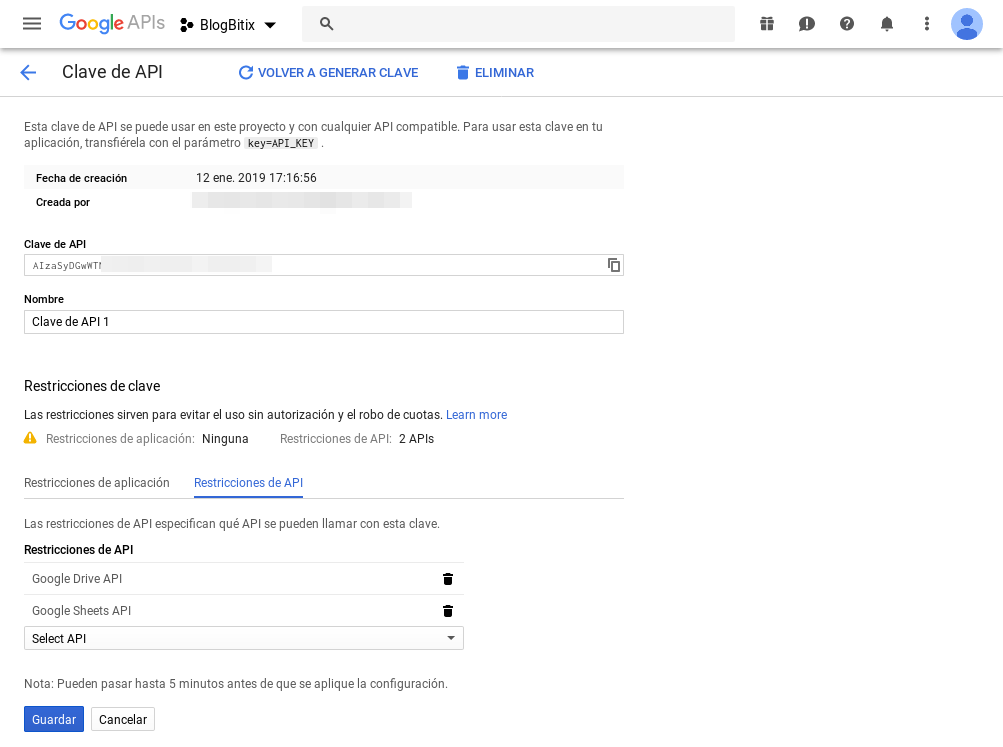 Google APIs BlogBitix
Clave de API VOLVER A GENERAR CLAVE ELIMINAR
Esta clave de API se puede usar en este proyecto y con cualquier API compatible. Para usar esta clave en tu
aplicación, transfiérela con el parámetro key=API_KEY .
Fecha de creación 12 ene. 2019 17:16:56
Creada por
Clave de API
AIzaSyDGwWT
Nombre
Clave de API 1
Restricciones de clave
Las restricciones sirven para evitar el uso sin autorización y el robo de cuotas. Learn more
Restricciones de aplicación: Ninguna Restricciones de API: 2 APIs
Restricciones de aplicación Restricciones de API
Las restricciones de API especifican qué API se pueden llamar con esta clave.
Restricciones de API
Google Drive API
Google Sheets API
Select API
Nota: Pueden pasar hasta 5 minutos antes de que se aplique la configuración.
Guardar Cancelar